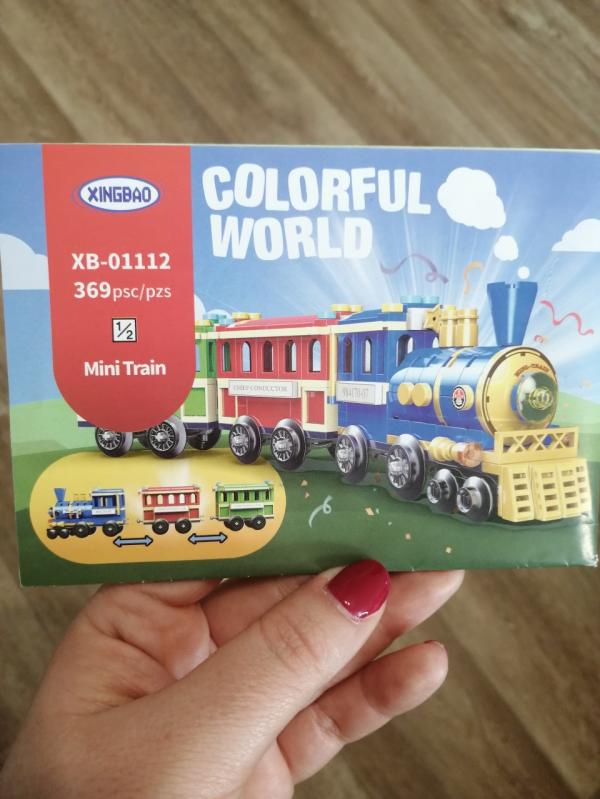 XINGBAO
COLORFUL
WORLD
XB-01112
369psc/pzs
1/2
Mini Train
CHIEF CONDUCTOR